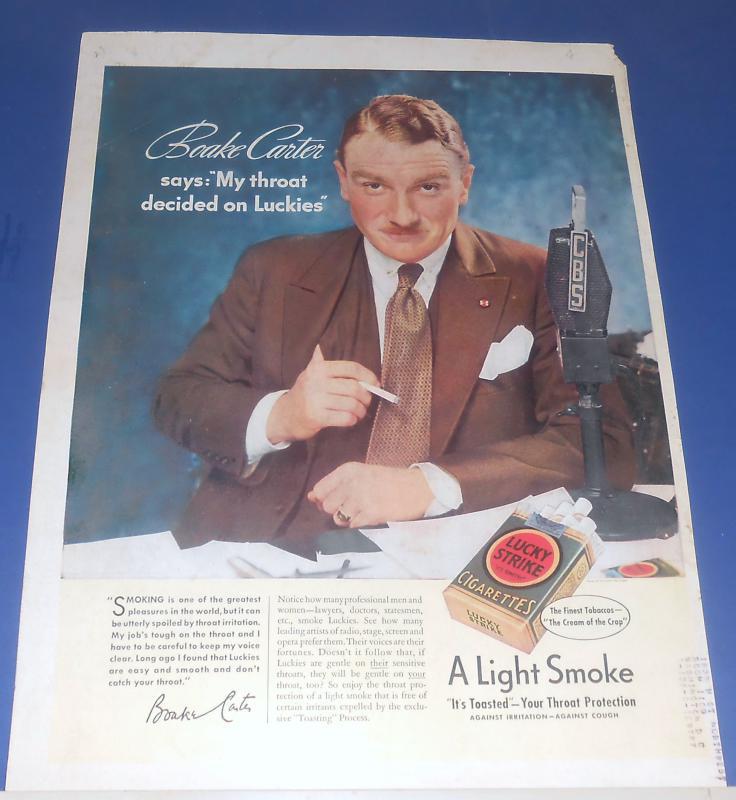 Boake Carter
says: "My throat
decided on Luckies"
CBS
LUCKY
STRIKE
"IT'S TOASTED"
CIGARETTES
LUCKY
STRIKE
The Finest Tobaccos—
"The Cream of the Crop"
"SMOKING is one of the greatest
pleasures in the world, but it can
be utterly spoiled by throat irritation.
My job's tough on the throat and I
have to be careful to keep my voice
clear. Long ago I found that Luckies
are easy and smooth and don't
catch your throat."
Boake Carter
Notice how many professional men and
women—lawyers, doctors, statesmen,
etc., smoke Luckies. See how many
leading artists of radio, stage, screen and
opera prefer them. Their voices are their
fortunes. Doesn't it follow that, if
Luckies are gentle on their sensitive
throats, they will be gentle on your
throat, too? So enjoy the throat pro-
tection of a light smoke that is free of
certain irritants expelled by the exclu-
sive "Toasting" Process.
A Light Smoke
"It's Toasted"—Your Throat Protection
AGAINST IRRITATION—AGAINST COUGH